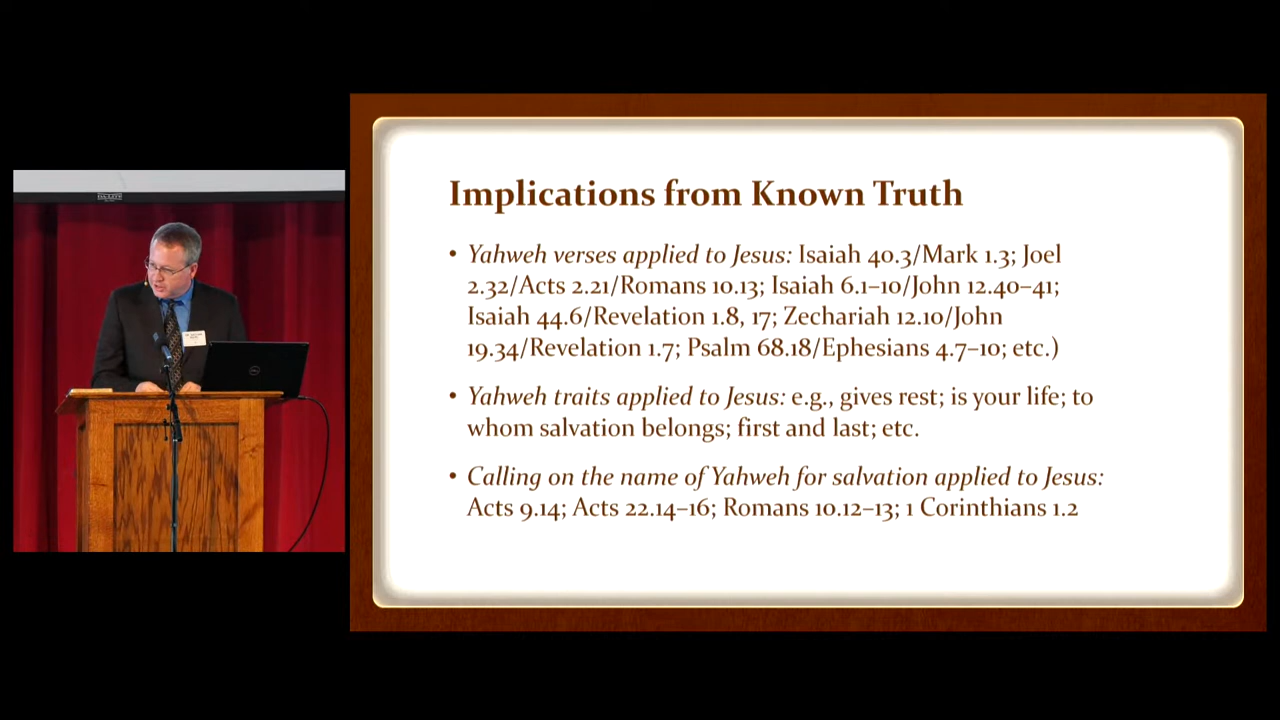 Implications from Known Truth
• Yahweh verses applied to Jesus: Isaiah 40.3/Mark 1.3; Joel
2.32/Acts 2.21/Romans 10.13; Isaiah 6.1–10/John 12.40–41;
Isaiah 44.6/Revelation 1.8, 17; Zechariah 12.10/John
19.34/Revelation 1.7; Psalm 68.18/Ephesians 4.7–10; etc.)
• Yahweh traits applied to Jesus: e.g., gives rest; is your life; to
whom salvation belongs; first and last; etc.
• Calling on the name of Yahweh for salvation applied to Jesus:
Acts 9.14; Acts 22.14–16; Romans 10.12–13; 1 Corinthians 1.2